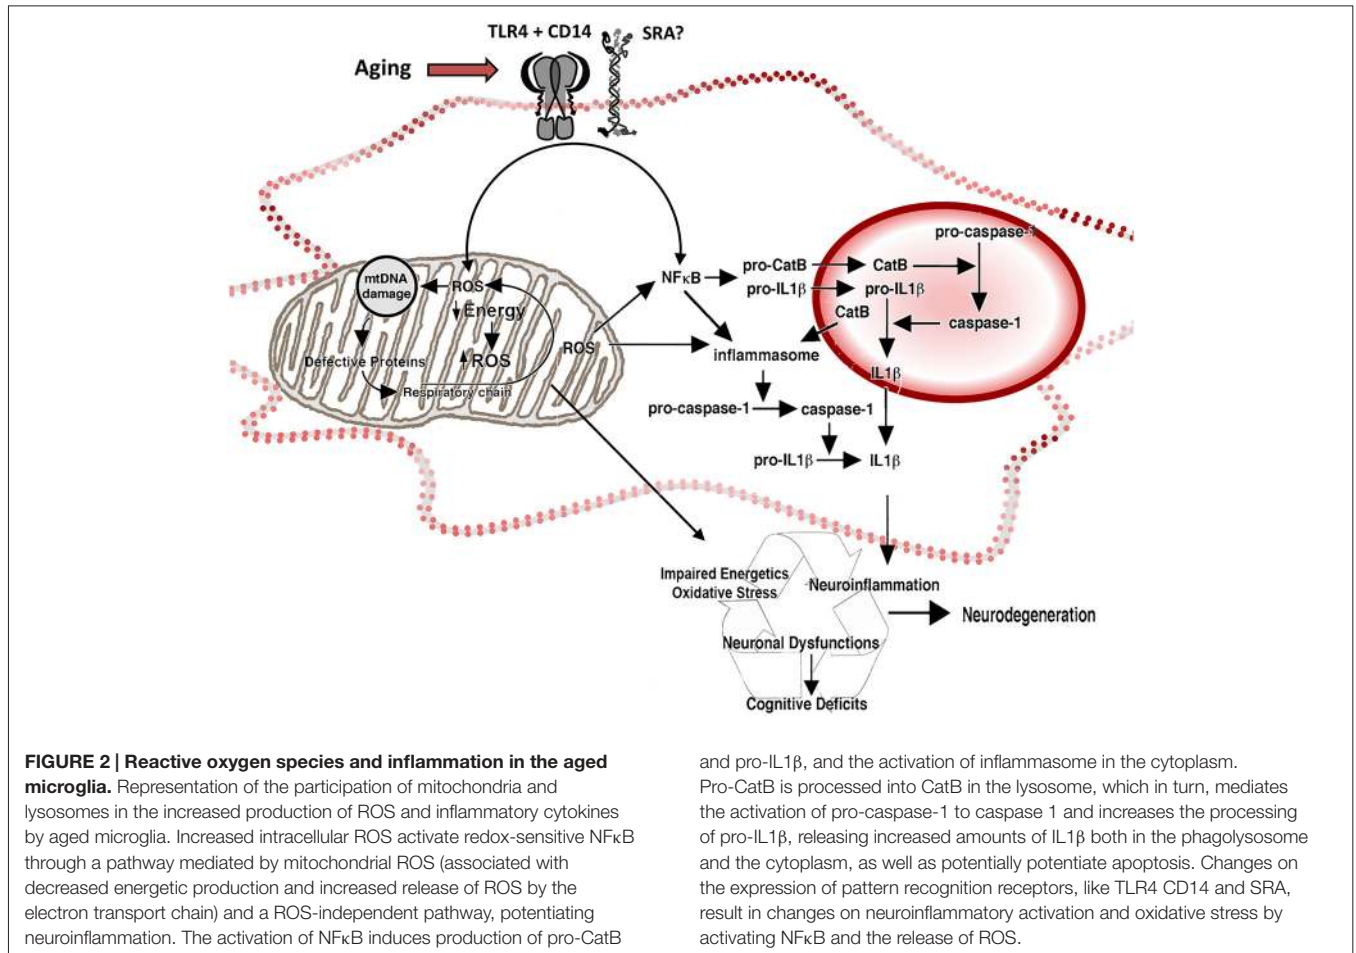 TLR4 + CD14
SRA?
Aging
pro-caspase-1
pro-CatB
CatB
NFκB
mtDNA
damage
ROS
pro-IL1β
pro-IL1β
Energy
CatB
caspase-1
ROS
inflammasome
Defective Proteins
ROS
IL1β
Respiratory chain
pro-caspase-1
caspase-1
pro-IL1β
IL1β
Impaired Energetics
Oxidative Stress
Neuroinflammation
Neurodegeneration
Neuronal Dysfunctions
Cognitive Deficits
FIGURE 2 | Reactive oxygen species and inflammation in the aged
microglia. Representation of the participation of mitochondria and
lysosomes in the increased production of ROS and inflammatory cytokines
by aged microglia. Increased intracellular ROS activate redox-sensitive NFκB
through a pathway mediated by mitochondrial ROS (associated with
decreased energetic production and increased release of ROS by the
electron transport chain) and a ROS-independent pathway, potentiating
neuroinflammation. The activation of NFκB induces production of pro-CatB
and pro-IL1β, and the activation of inflammasome in the cytoplasm.
Pro-CatB is processed into CatB in the lysosome, which in turn, mediates
the activation of pro-caspase-1 to caspase 1 and increases the processing
of pro-IL1β, releasing increased amounts of IL1β both in the phagolysosome
and the cytoplasm, as well as potentially potentiate apoptosis. Changes on
the expression of pattern recognition receptors, like TLR4 CD14 and SRA,
result in changes on neuroinflammatory activation and oxidative stress by
activating NFκB and the release of ROS.